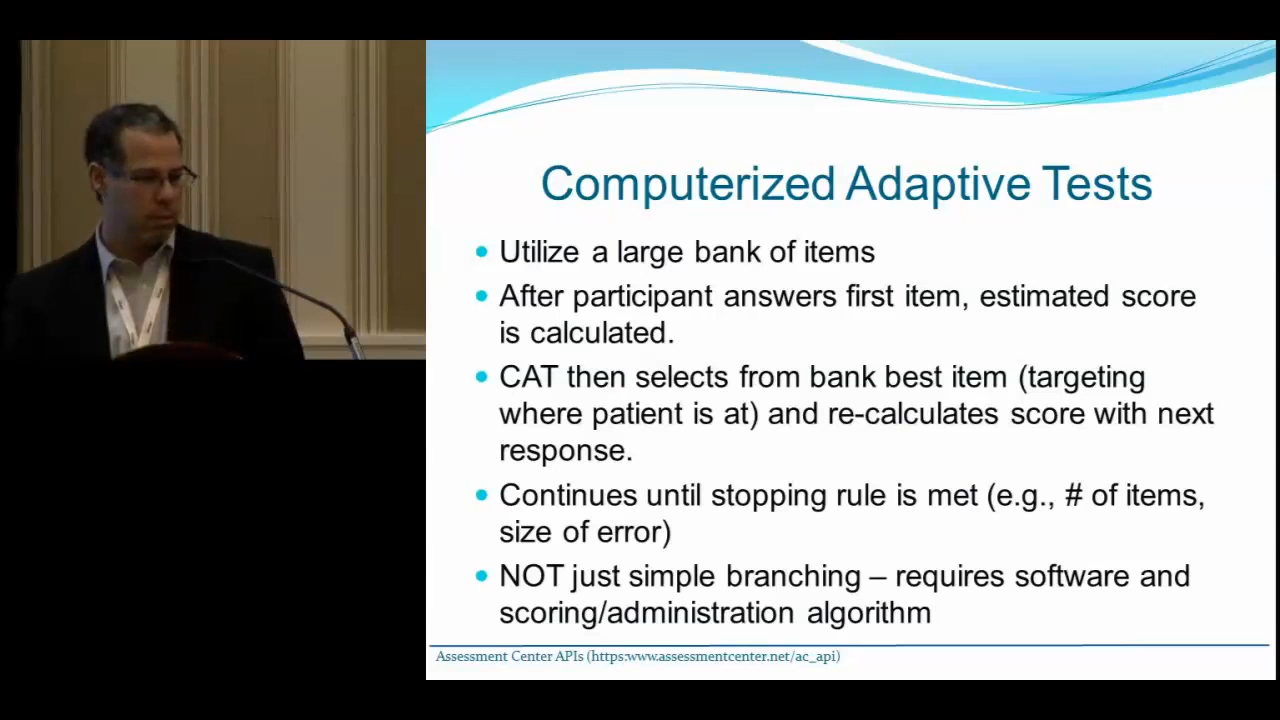 Computerized Adaptive Tests
Utilize a large bank of items
After participant answers first item, estimated score
is calculated.
CAT then selects from bank best item (targeting
where patient is at) and re-calculates score with next
response.
Continues until stopping rule is met (e.g., # of items,
size of error)
NOT just simple branching – requires software and
scoring/administration algorithm
Assessment Center APIs (https:www.assessmentcenter.net/ac_api)